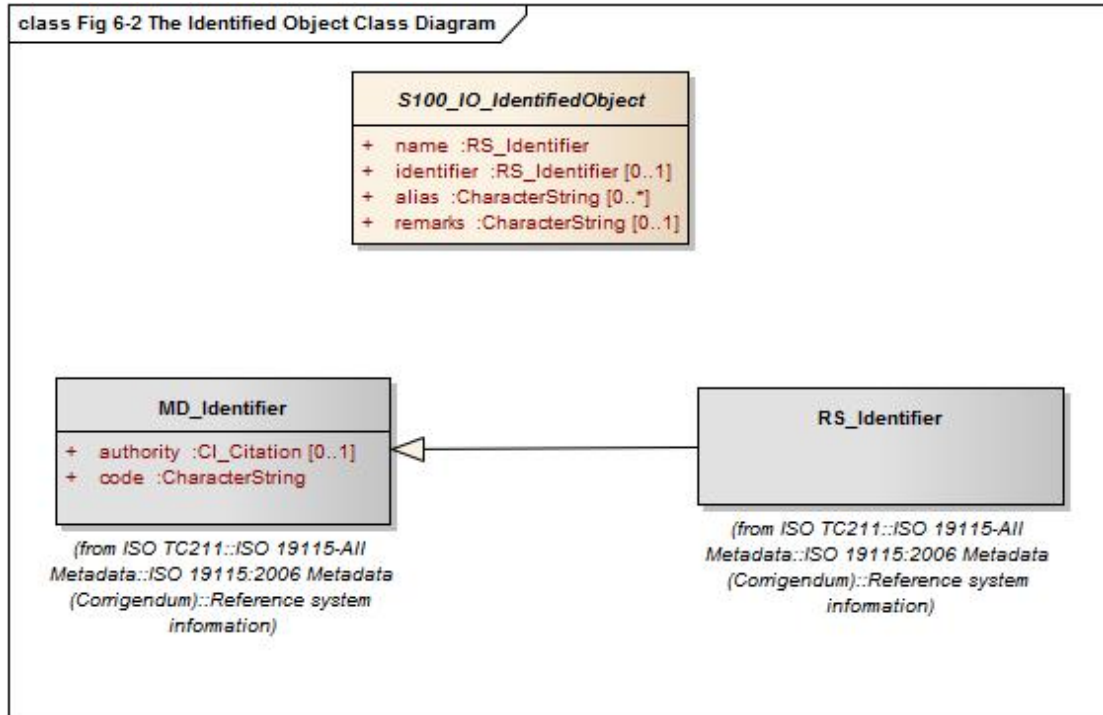 class Fig 6-2 The Identified Object Class Diagram
S100_IO_IdentifiedObject
+ name :RS_Identifier
+ identifier :RS_Identifier [0..1]
+ alias :CharacterString [0..*]
+ remarks :CharacterString [0..1]
MD_Identifier
+ authority :CI_Citation [0..1]
+ code :CharacterString
(from ISO TC211::ISO 19115-All
Metadata::ISO 19115:2006 Metadata
(Corrigendum)::Reference system
information)
RS_Identifier
(from ISO TC211::ISO 19115-All
Metadata::ISO 19115:2006 Metadata
(Corrigendum)::Reference system
information)